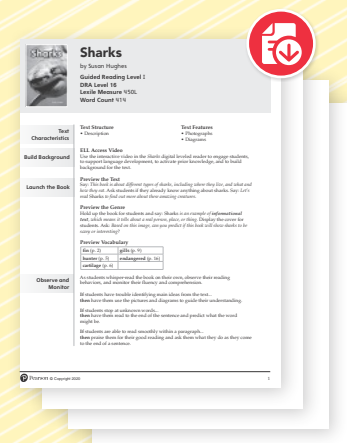 Sharks
Sharks
by Susan Hughes
Guided Reading Level I
DRA Level 16
Lexile Measure 450L
Word Count 414
Text
Characteristics
Text Structure
• Description
Text Features
• Photographs
• Diagrams
Build Background
ELL Access Video
Use the interactive video in the Sharks digital leveled reader to engage students,
to support language development, to activate prior knowledge, and to build
background for the text.
Launch the Book
Preview the Text
Say: This book is about different types of sharks, including where they live, and what and
how they eat. Ask students if they already know anything about sharks. Say: Let's
read Sharks to find out more about these amazing creatures.
Preview the Genre
Hold up the book for students and say: Sharks is an example of informational
text, which means it tells about a real person, place, or thing. Display the cover for
students. Ask: Based on this image, can you predict if this book will show sharks to be
scary or interesting?
Preview Vocabulary
fin (p. 2) gills (p. 9)
hunter (p. 5) endangered (p. 16)
cartilage (p. 6)
Observe and
Monitor
As students whisper-read the book on their own, observe their reading
behaviors, and monitor their fluency and comprehension.
If students have trouble identifying main ideas from the text...
then have them use the pictures and diagrams to guide their understanding.
If students stop at unknown words...
then have them read to the end of the sentence and predict what the word
might be.
If students are able to read smoothly within a paragraph...
then praise them for their good reading and ask them what they do as they come
to the end of a sentence.
Pearson © Copyright 2020. 1